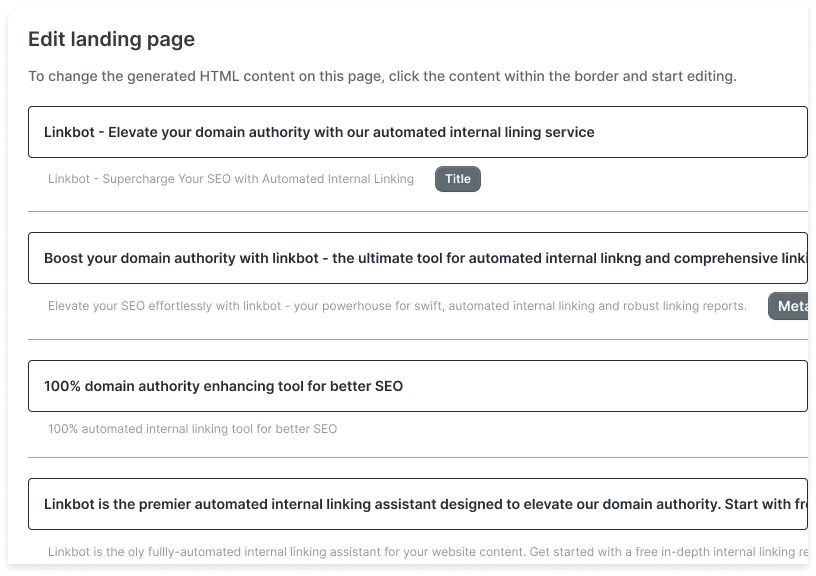 Edit landing page
To change the generated HTML content on this page, click the content within the border and start editing.
Linkbot - Elevate your domain authority with our automated internal lining service
Linkbot - Supercharge Your SEO with Automated Internal Linking Title
Boost your domain authority with linkbot - the ultimate tool for automated internal linkng and comprehensive linki
Elevate your SEO effortlessly with linkbot - your powerhouse for swift, automated internal linking and robust linking reports. Meta
100% domain authority enhancing tool for better SEO
100% automated internal linking tool for better SEO
Linkbot is the premier automated internal linking assistant designed to elevate our domain authority. Start with fr
Linkbot is the oly fullly-automated internal linking assistant for your website content. Get started with a free in-depth internal linking re